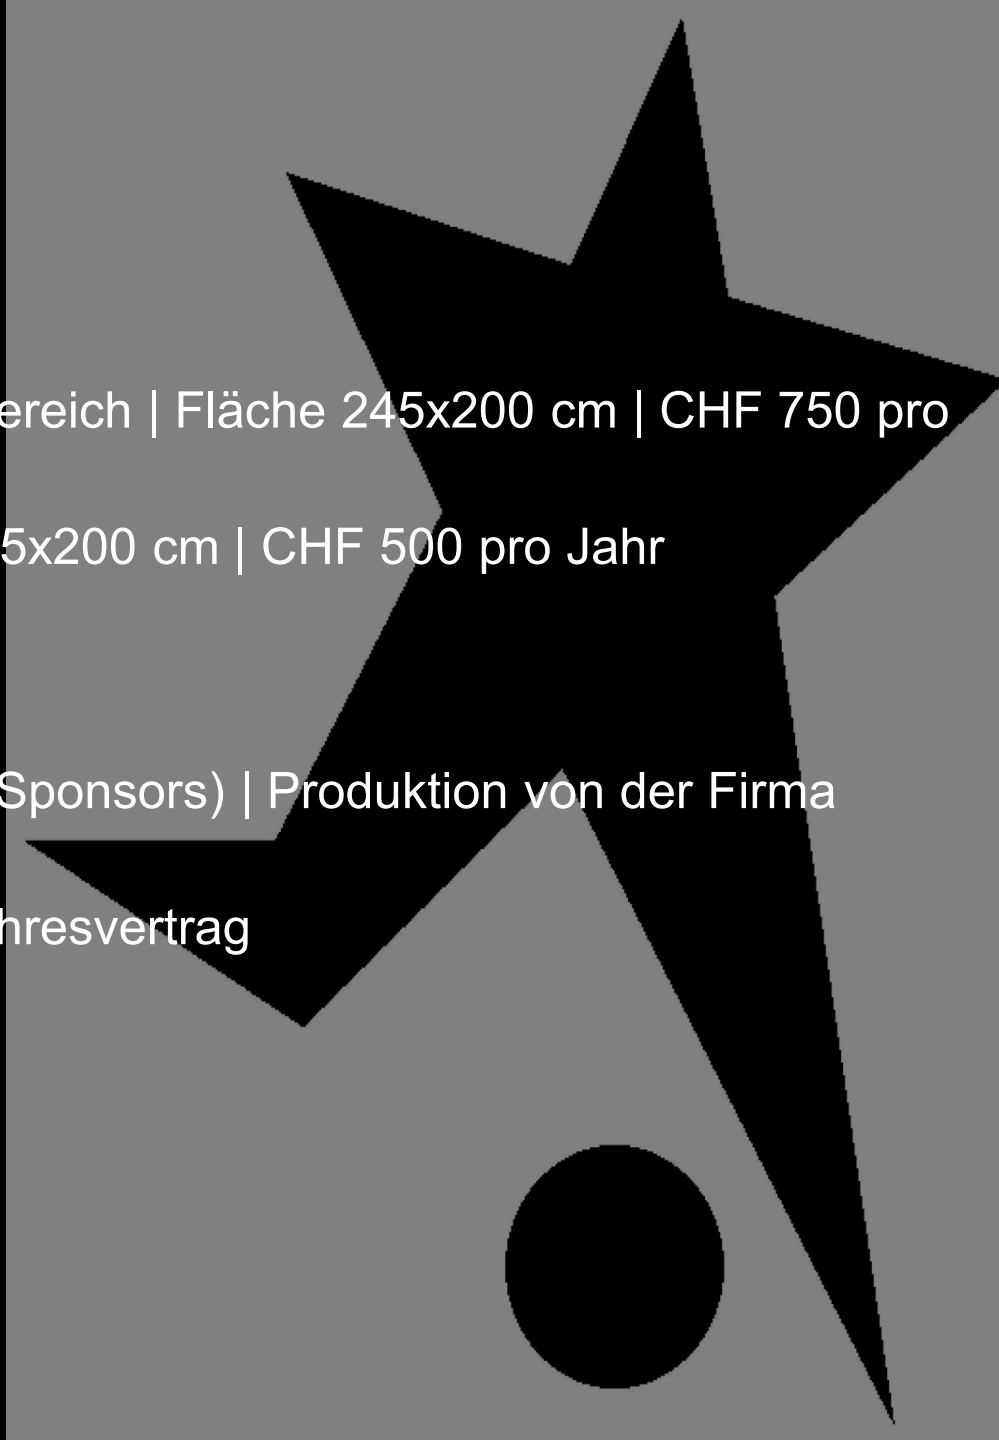 ereich | Fläche 245x200 cm | CHF 750 pro
5x200 cm | CHF 500 pro Jahr
Sponsors) | Produktion von der Firma
hresvertrag